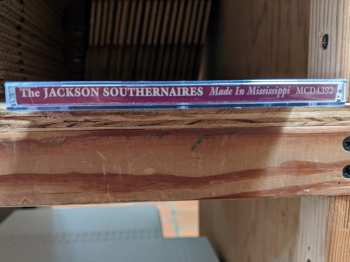 The JACKSON SOUTHERNAIRES Made In Mississippi MCD4392